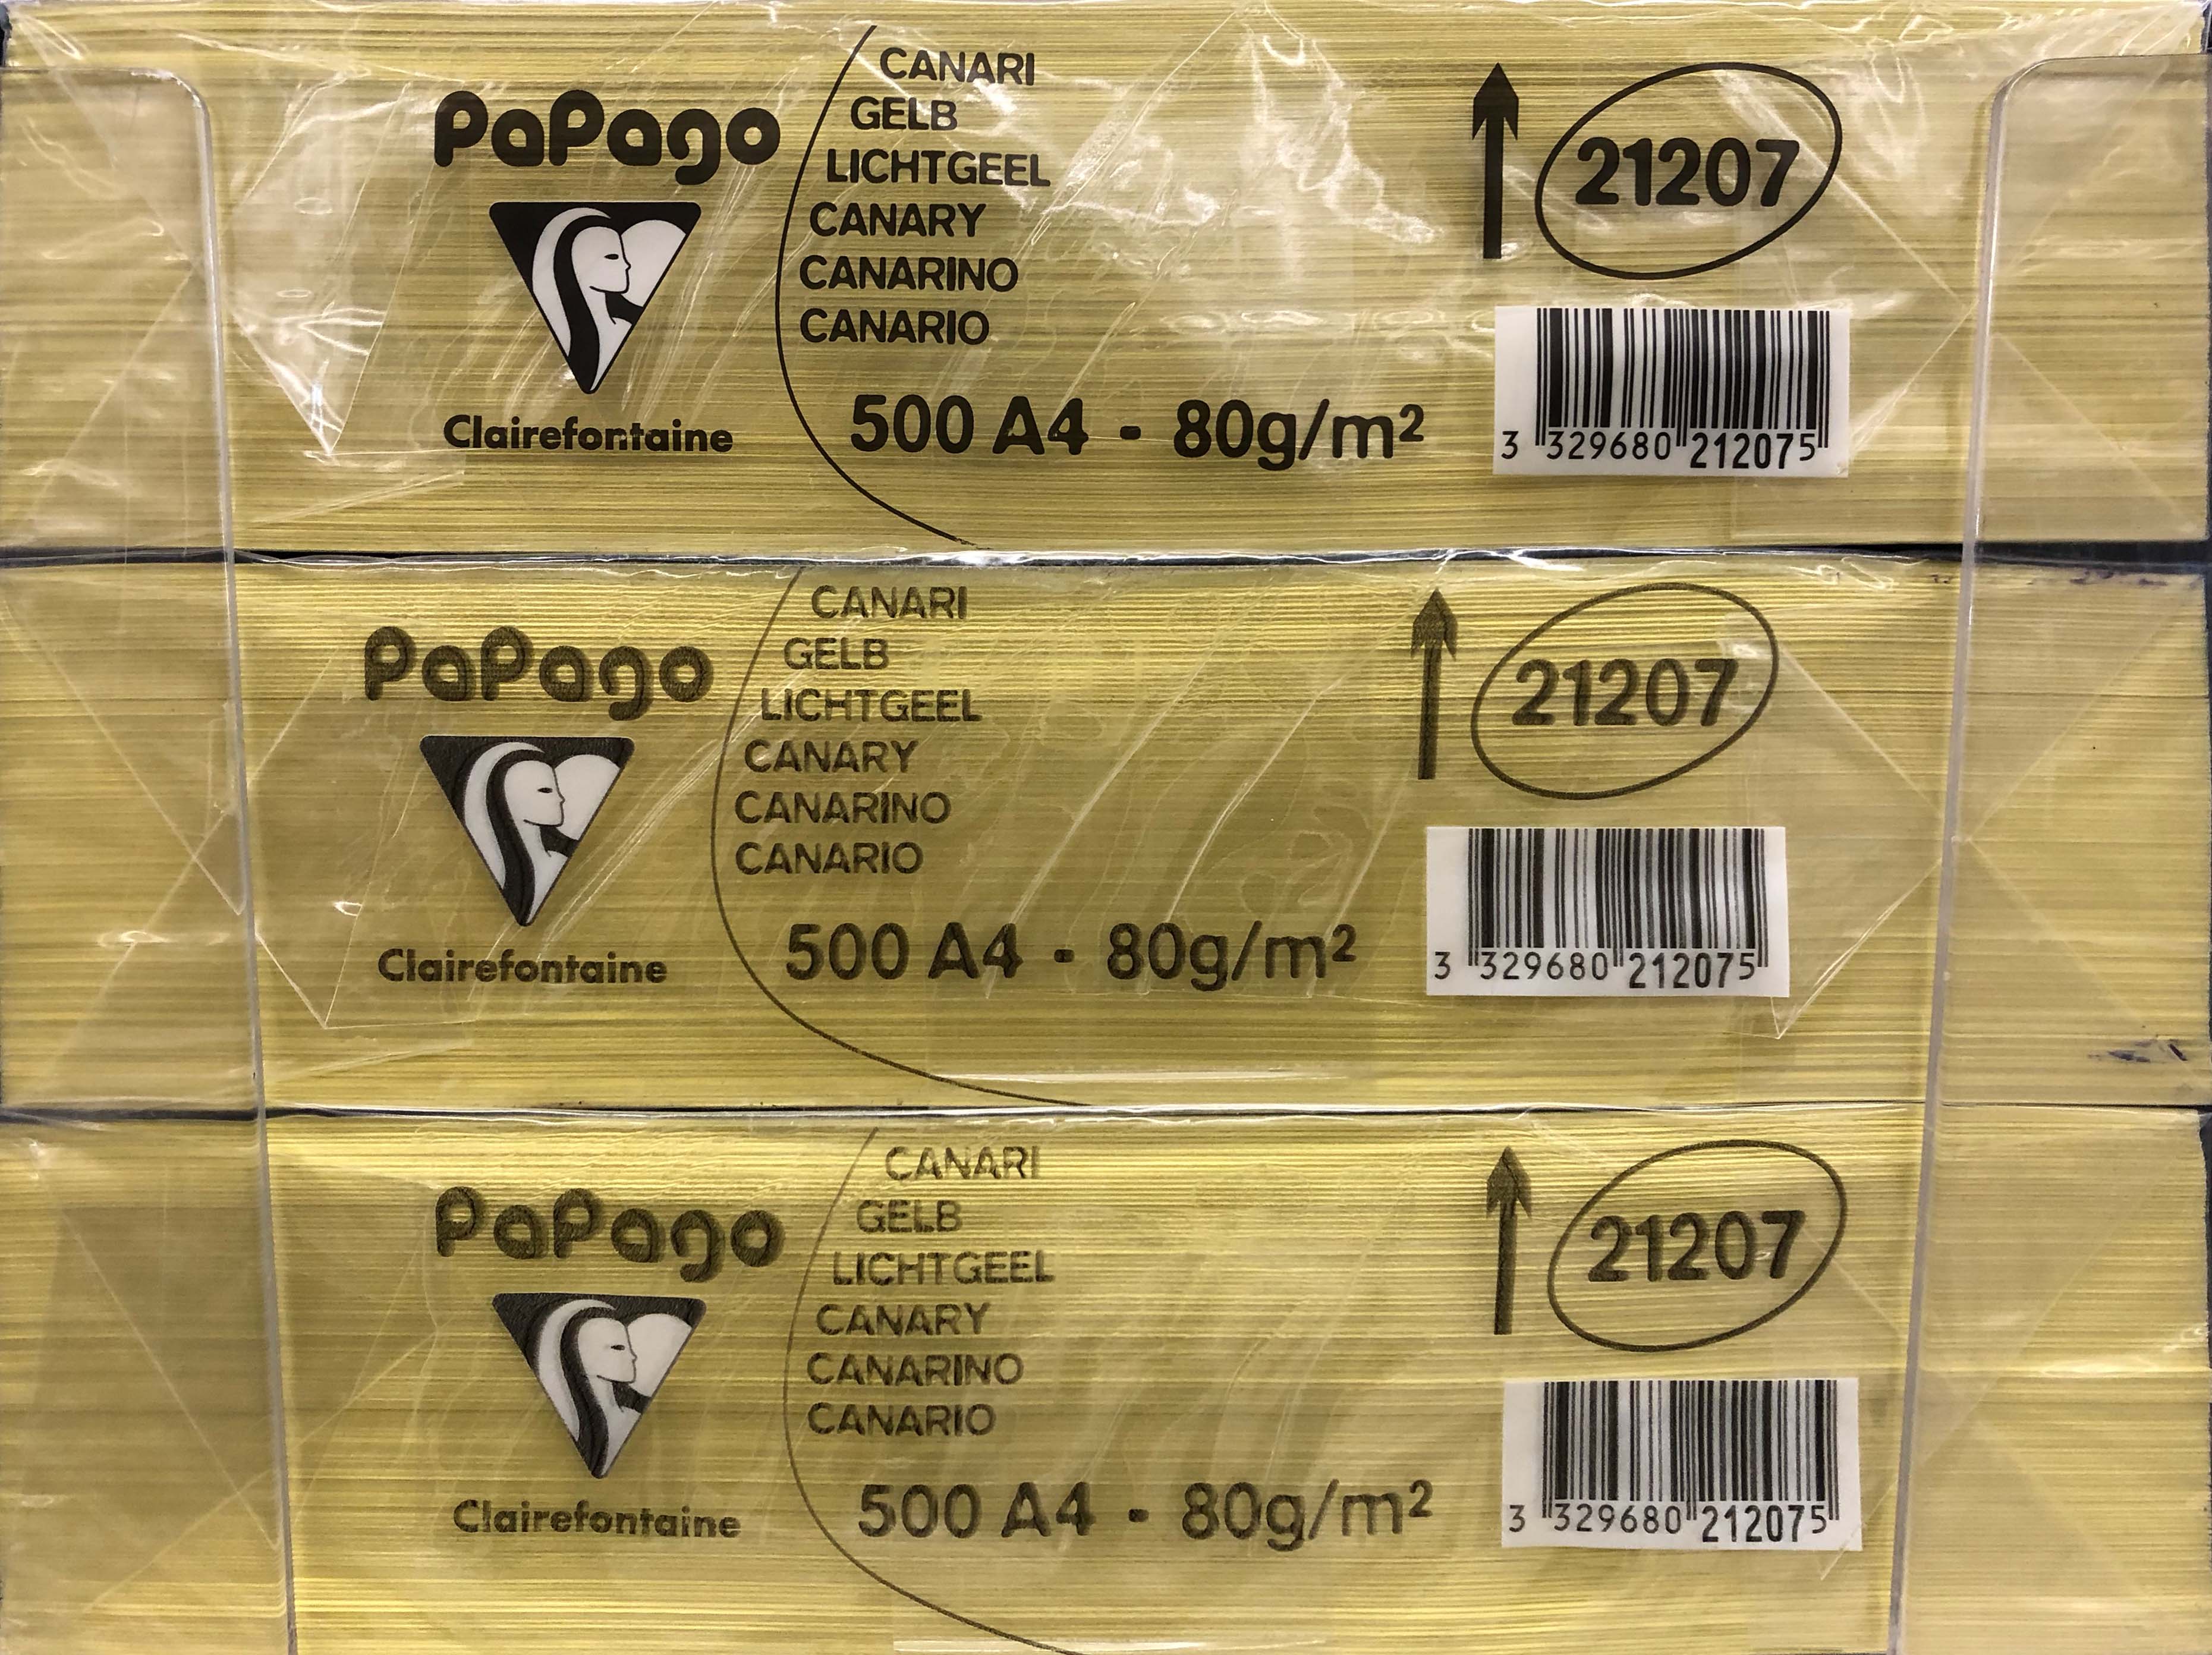 PaPago
Clairefontaine
CANARI
GELB
LICHTGEEL
CANARY
CANARINO
CANARIO
500 A4 - 80g/m²
21207
3 329680 212075
PaPago
Clairefontaine
CANARI
GELB
LICHTGEEL
CANARY
CANARINO
CANARIO
500 A4 - 80g/m²
21207
3 329680 212075
PaPago
Clairefontaine
CANARI
GELB
LICHTGEEL
CANARY
CANARINO
CANARIO
500 A4 - 80g/m²
21207
3 329680 212075